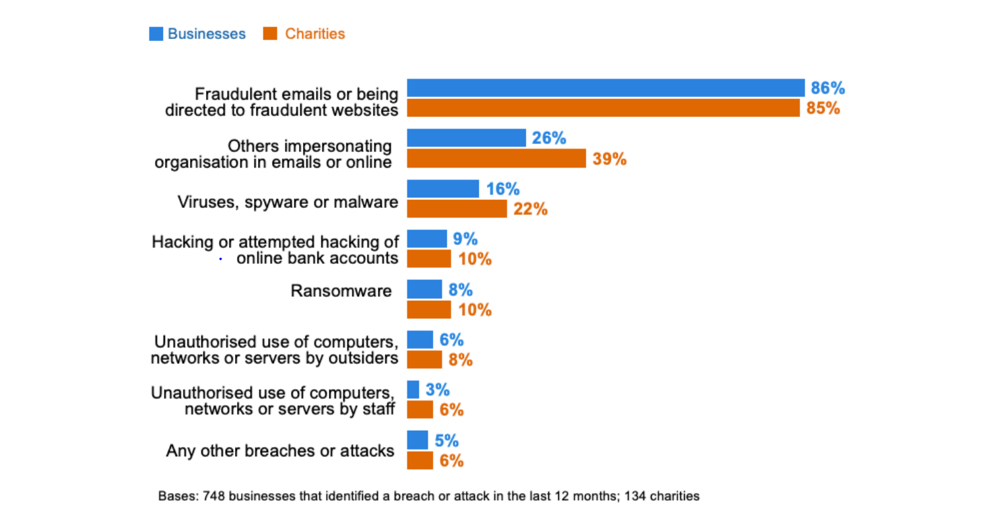 Businesses Charities
Fraudulent emails or being
directed to fraudulent websites
86%
85%
Others impersonating
organisation in emails or online
26%
39%
Viruses, spyware or malware
16%
22%
Hacking or attempted hacking of
online bank accounts
9%
10%
Ransomware
8%
10%
Unauthorised use of computers,
networks or servers by outsiders
6%
8%
Unauthorised use of computers,
networks or servers by staff
3%
6%
Any other breaches or attacks
5%
6%
Bases: 748 businesses that identified a breach or attack in the last 12 months; 134 charities